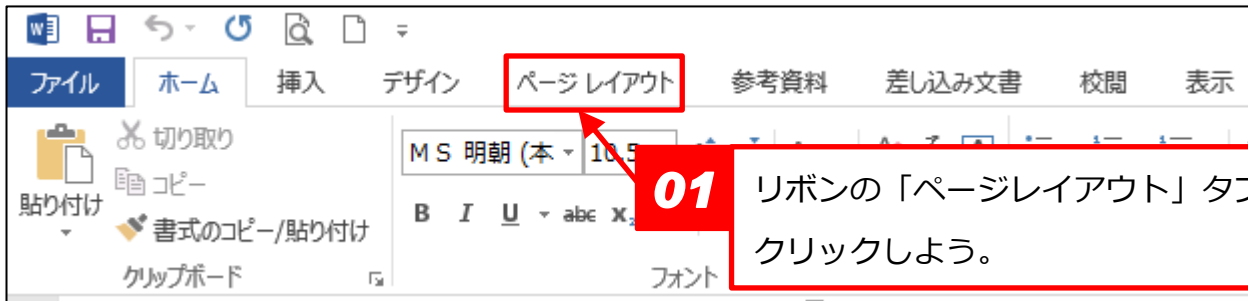 ファイル ホーム 挿入 デザイン ページ レイアウト 参考資料 差し込み文書 校閲 表示
切り取り
コピー
貼り付け
書式のコピー/貼り付け
クリップボード
ＭＳ 明朝 (本 10.5
B I U abc X₂
フォント
01
リボンの「ページレイアウト」タブ
クリックしよう。